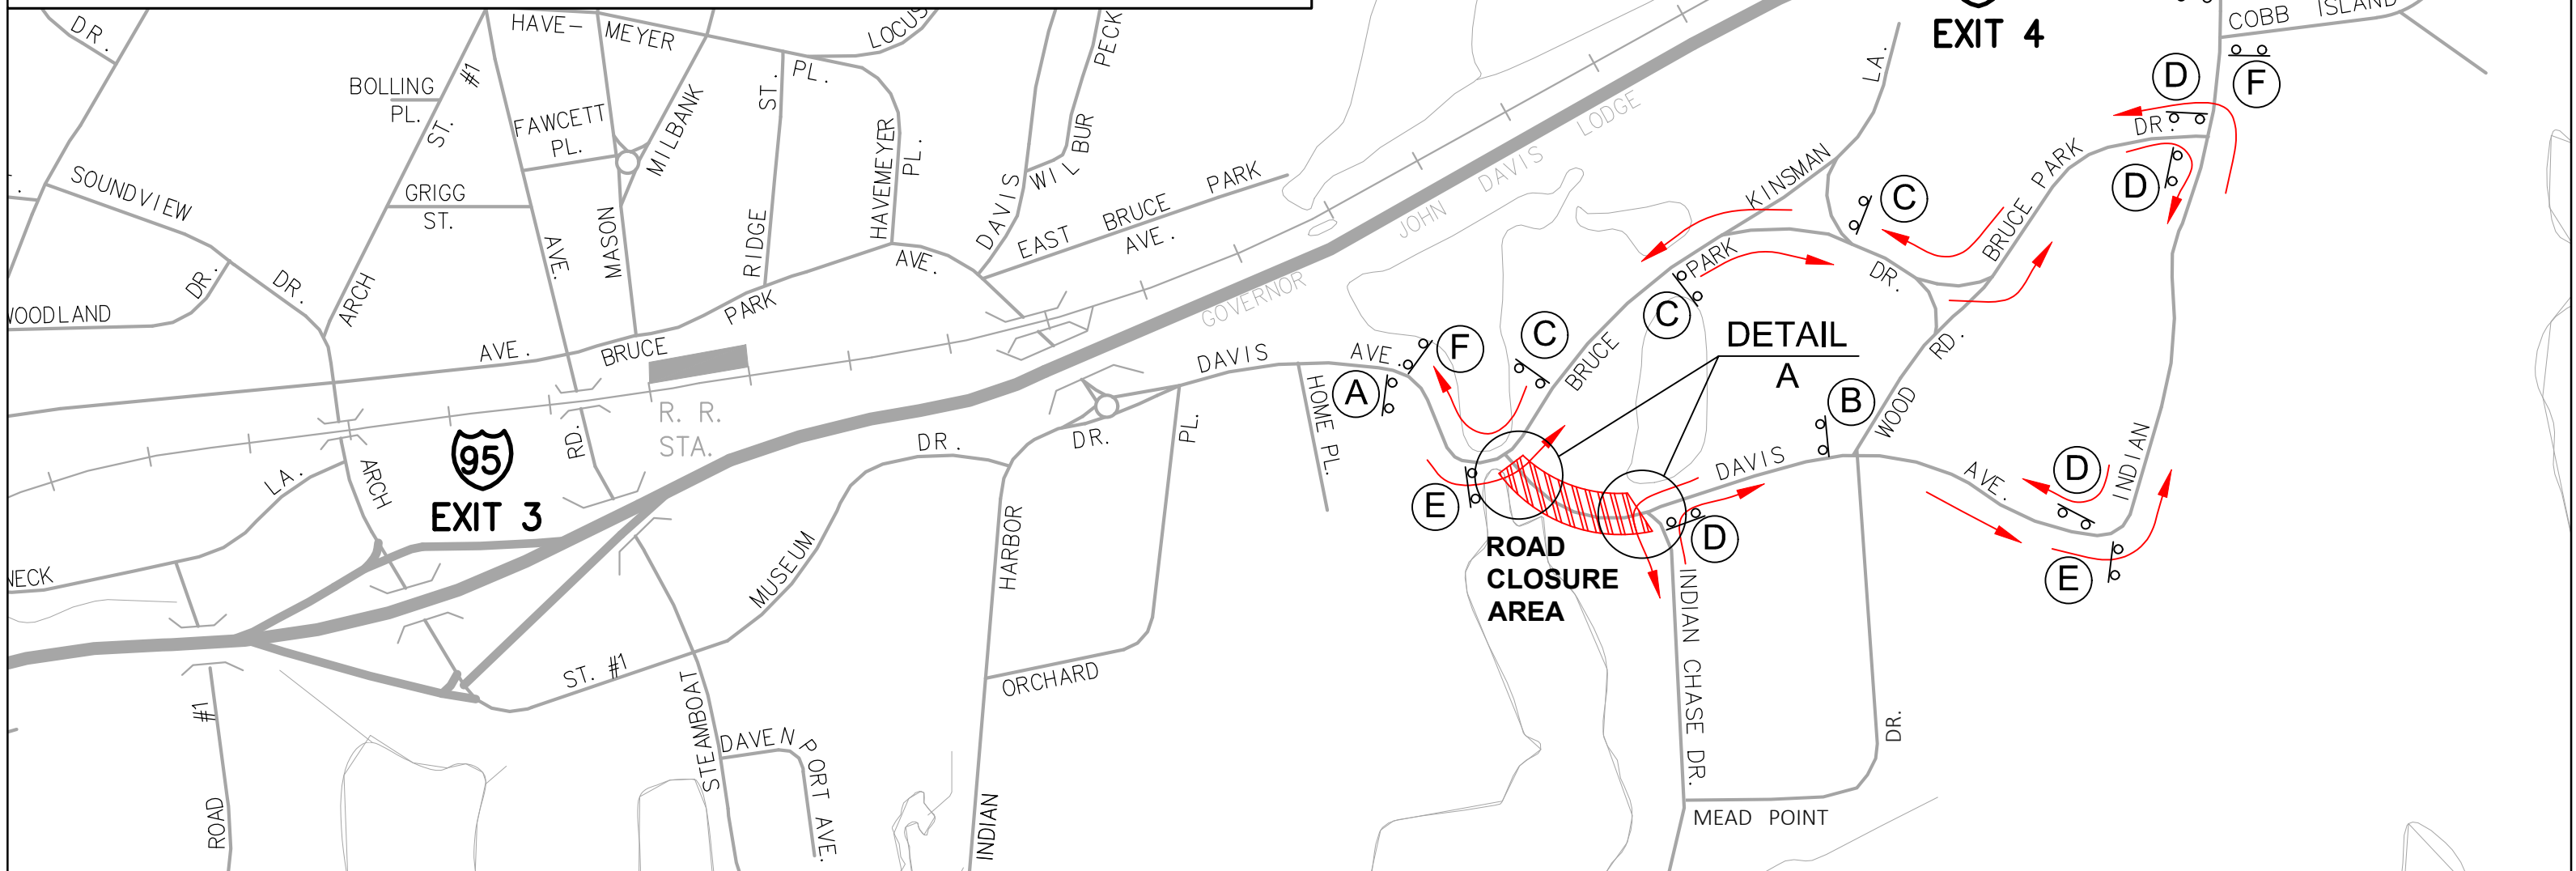 DR.
HAVE-
MEYER
LOCUS
PECK
EXIT 4
COBB ISLAND
BOLLING
PL.
ST. #1
FAWCETT
PL.
MILBANK
ST.
PL.
WIL BUR
LA.
D
F
DR.
SOUNDVIEW
DR.
GRIGG
ST.
AVE.
MASON
RIDGE
HAVEMEYER
PL.
DAVIS
EAST BRUCE PARK
AVE.
AVE.
JOHN DAVIS LODGE
GOVERNOR
KINSMAN
C
BRUCE PARK
D
WOODLAND
DR.
ARCH
PARK
BRUCE
AVE.
PARK
DR.
C
C
F
DETAIL
A
R. R.
STA.
RD.
95
EXIT 3
DAVIS
AVE.
A
HOME PL.
BRUCE
B
WOOD
RD.
LA.
ARCH
DR.
DR.
PL.
E
DAVIS
AVE.
D
INDIAN
D
E
ROAD
CLOSURE
AREA
NECK
MUSEUM
HARBOR
INDIAN CHASE DR.
ST. #1
ORCHARD
#1
ROAD
STEAMBOAT
DAVEN PORT AVE.
INDIAN
DR.
MEAD POINT